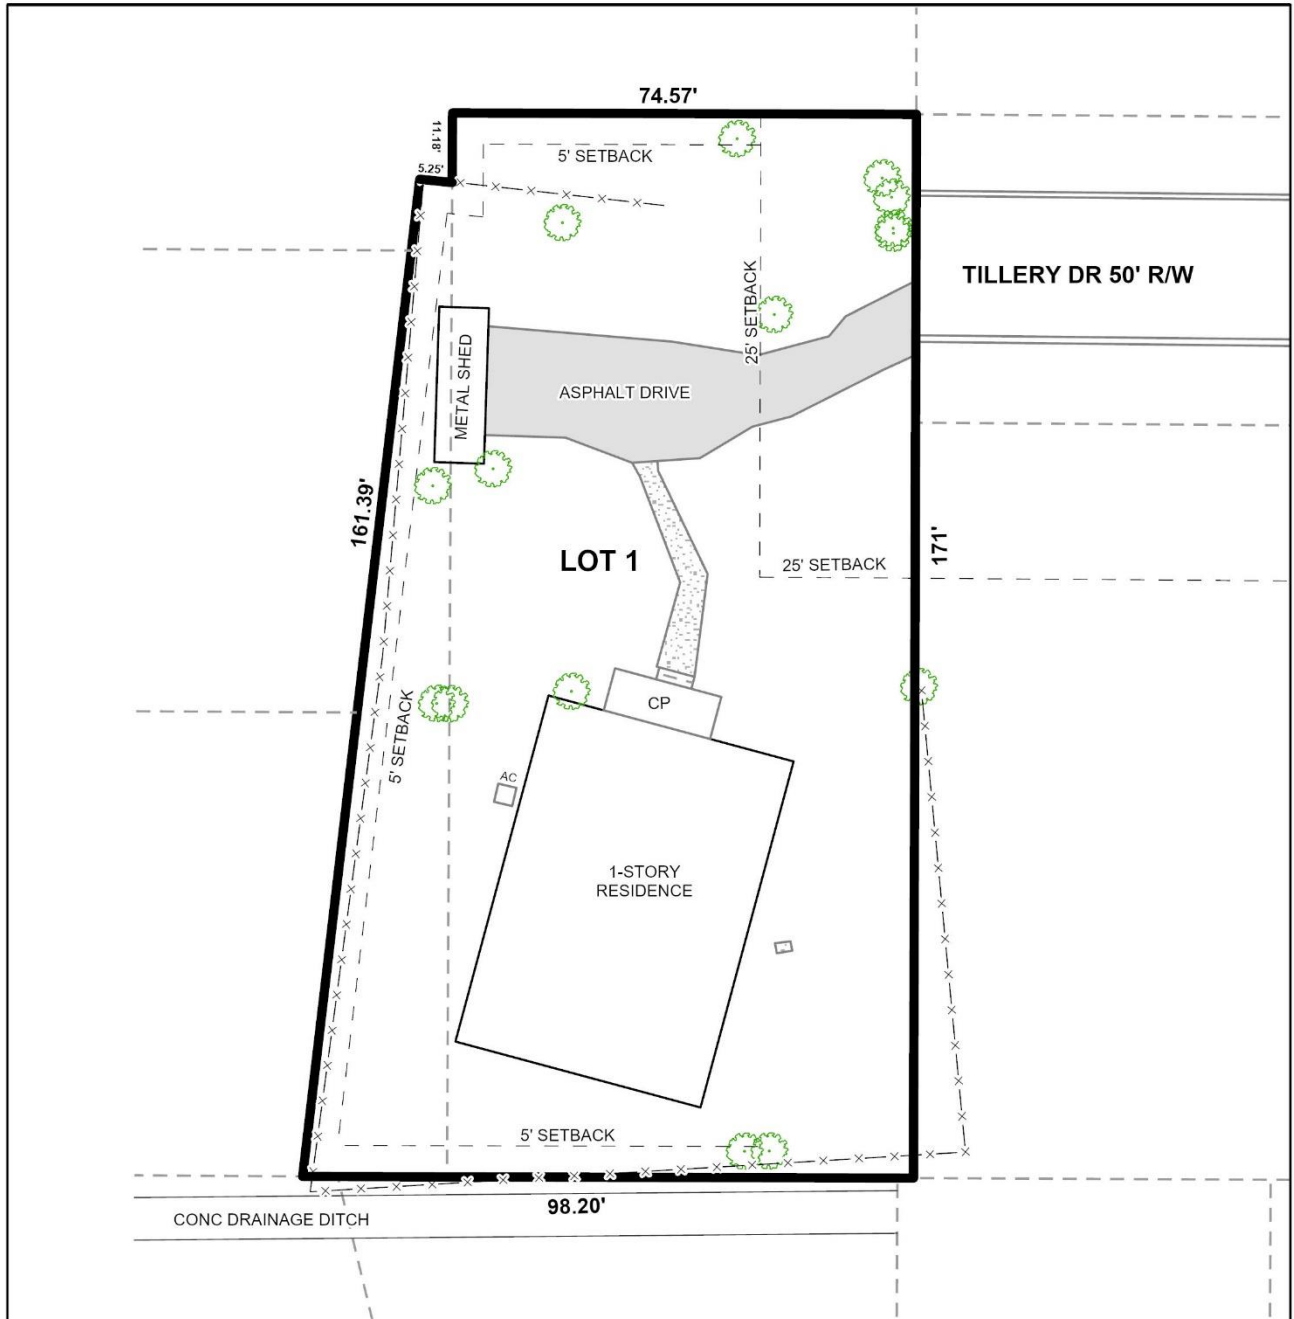 74.57'
11.18'
5.25'
5' SETBACK
25' SETBACK
TILLERY DR 50' R/W
METAL SHED
ASPHALT DRIVE
161.39'
LOT 1
171'
25' SETBACK
5' SETBACK
CP
AC
1-STORY
RESIDENCE
5' SETBACK
98.20'
CONC DRAINAGE DITCH